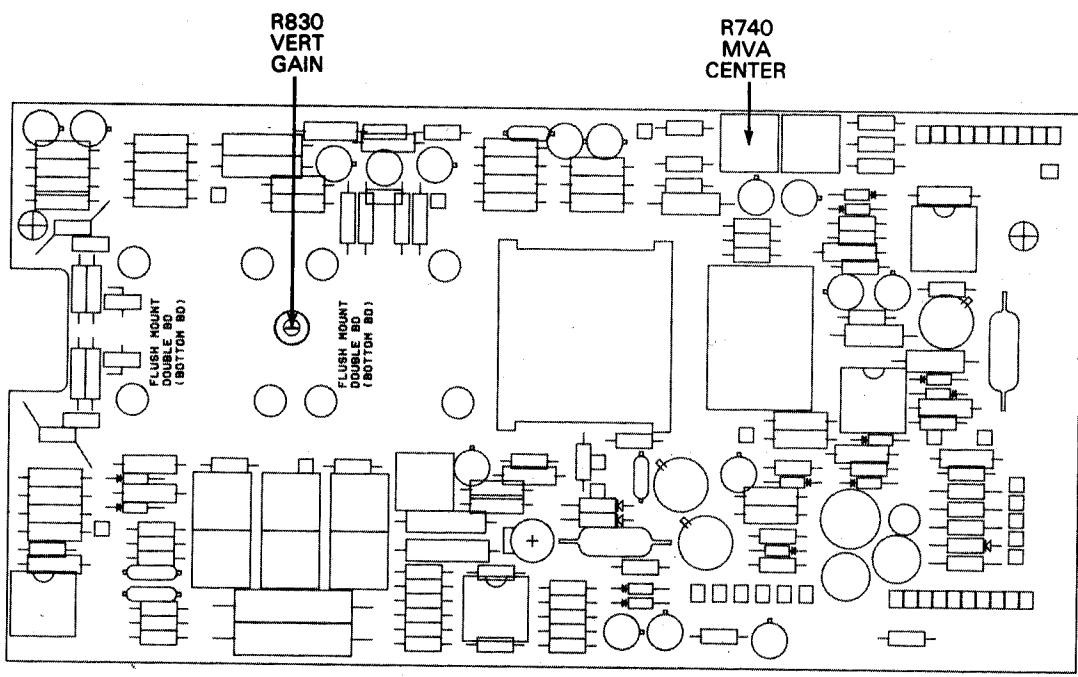 R830
VERT
GAIN
R740
MVA
CENTER
FLUSH MOUNT
DOUBLE BD
(BOTTOM BD)
FLUSH MOUNT
DOUBLE BD
(BOTTOM BD)